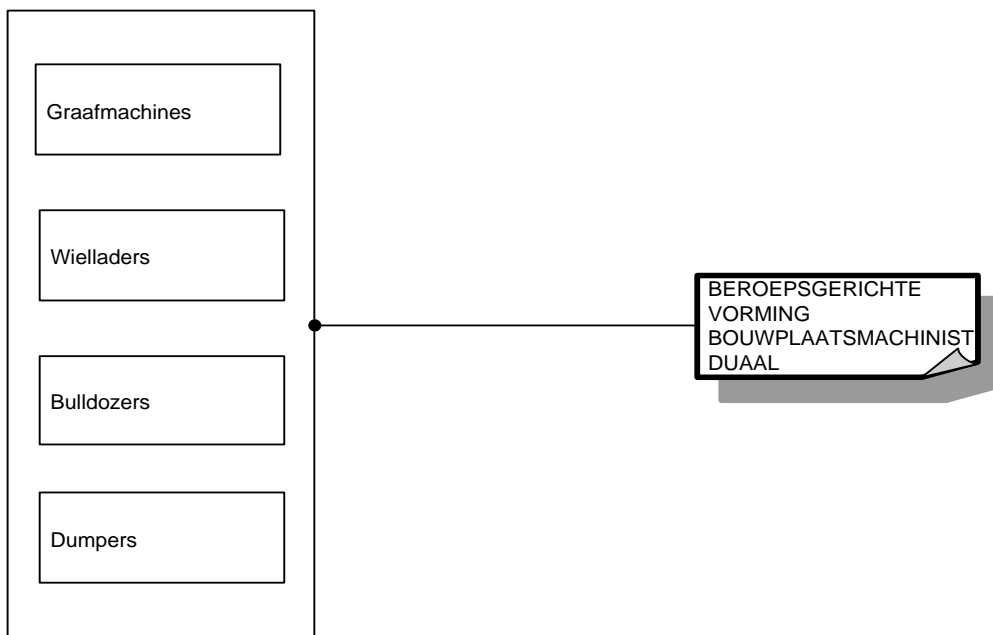 Graafmachines
Wielladers
Bulldozers
Dumpers
BEROEPSGERICHTE
VORMING
BOUWPLAATSMACHINIST
DUAAL